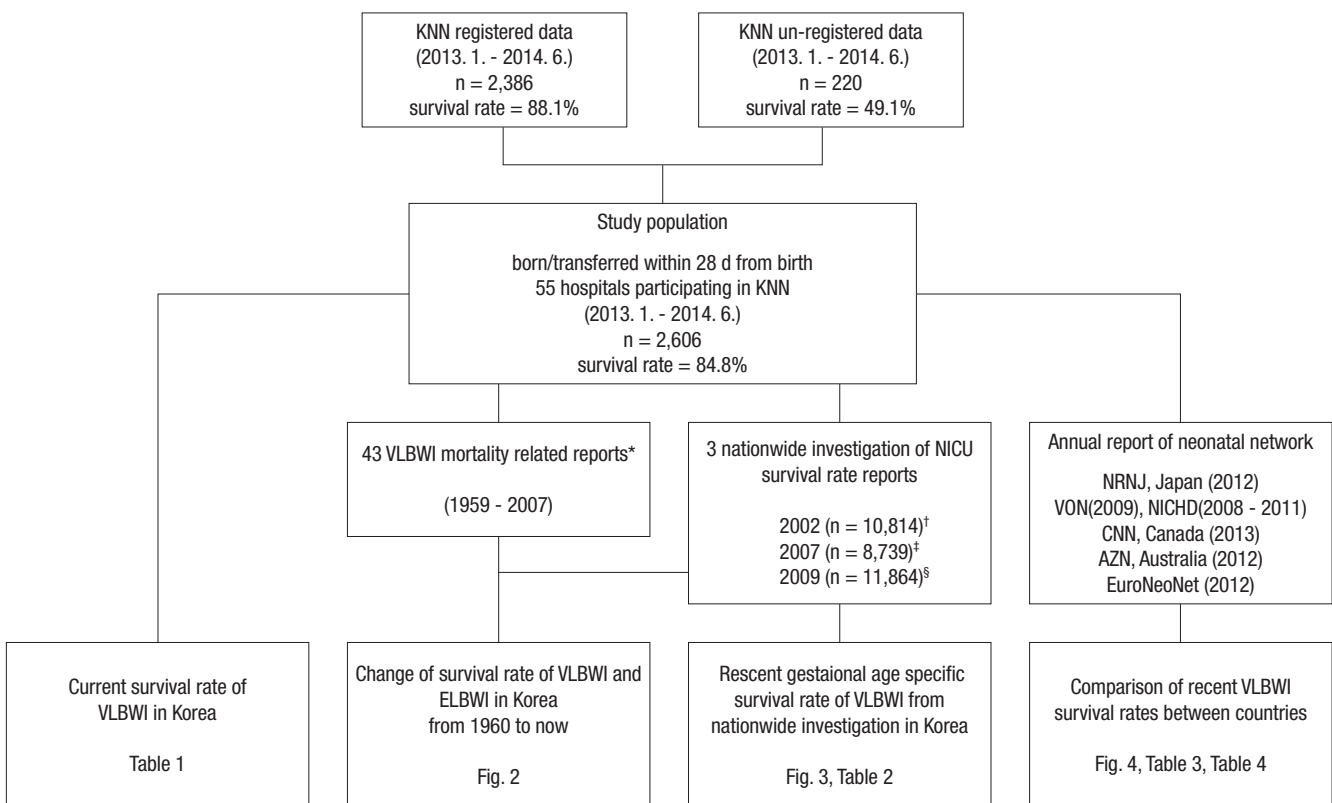 KNN registered data
(2013. 1. - 2014. 6.)
n = 2,386
survival rate = 88.1%
KNN un-registered data
(2013. 1. - 2014. 6.)
n = 220
survival rate = 49.1%
Study population
born/transferred within 28 d from birth
55 hospitals participating in KNN
(2013. 1. - 2014. 6.)
n = 2,606
survival rate = 84.8%
43 VLBWI mortality related reports*
(1959 - 2007)
3 nationwide investigation of NICU
survival rate reports
2002 (n = 10,814)†
2007 (n = 8,739)‡
2009 (n = 11,864)§
Annual report of neonatal network
NRNJ, Japan (2012)
VON(2009), NICHD(2008 - 2011)
CNN, Canada (2013)
AZN, Australia (2012)
EuroNeoNet (2012)
Current survival rate of
VLBWI in Korea
Table 1
Change of survival rate of VLBWI and
ELBWI in Korea
from 1960 to now
Fig. 2
Rescent gestaional age specific
survival rate of VLBWI from
nationwide investigation in Korea
Fig. 3, Table 2
Comparison of recent VLBWI
survival rates between countries
Fig. 4, Table 3, Table 4